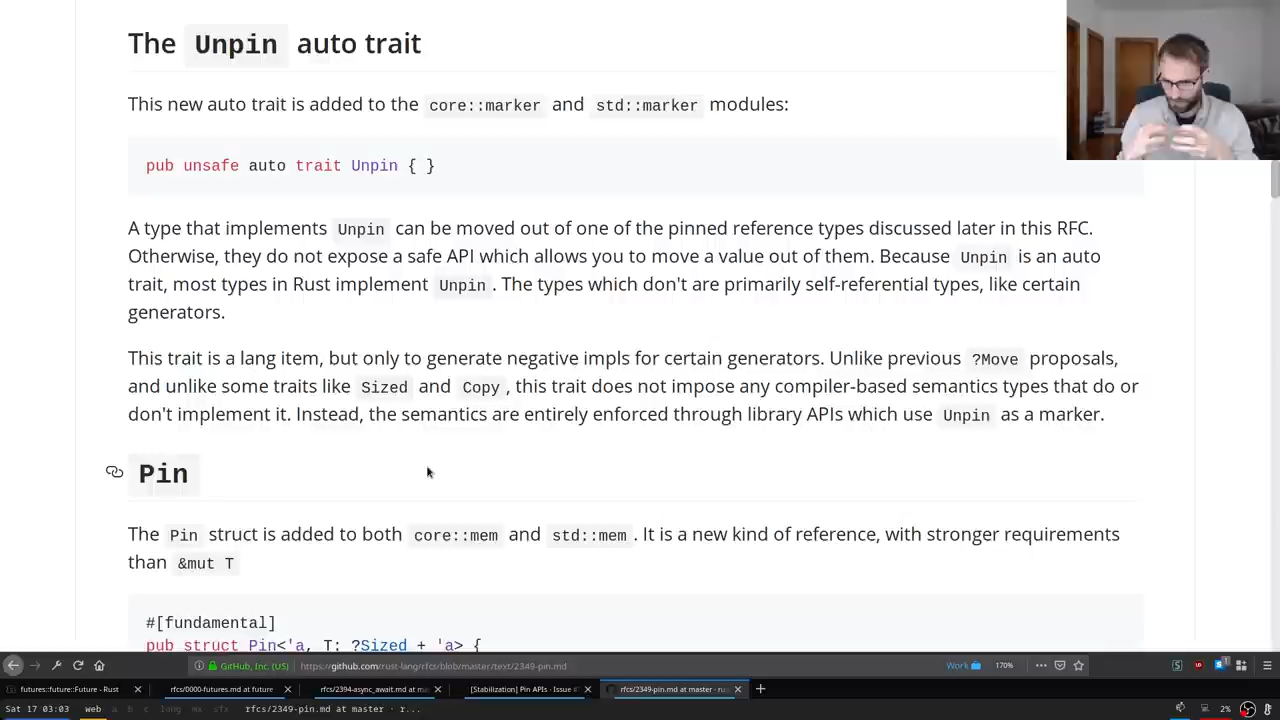 The Unpin auto trait
This new auto trait is added to the core::marker and std::marker modules:
pub unsafe auto trait Unpin { }
A type that implements Unpin can be moved out of one of the pinned reference types discussed later in this RFC.
Otherwise, they do not expose a safe API which allows you to move a value out of them. Because Unpin is an auto
trait, most types in Rust implement Unpin. The types which don't are primarily self-referential types, like certain
generators.
This trait is a lang item, but only to generate negative impls for certain generators. Unlike previous ?Move proposals,
and unlike some traits like Sized and Copy, this trait does not impose any compiler-based semantics types that do or
don't implement it. Instead, the semantics are entirely enforced through library APIs which use Unpin as a marker.
Pin
The Pin struct is added to both core::mem and std::mem. It is a new kind of reference, with stronger requirements
than &mut T
#[fundamental]
pub struct Pin<'a, T: ?Sized + 'a> {
GitHub, Inc. (US) https://github.com/rust-lang/rfcs/blob/master/text/2349-pin.md Work 170%
futures::future::Future - Rust rfcs/0000-futures.md at future rfcs/2394-async_await.md at ma [Stabilization] Pin APIs · Issue # rfcs/2349-pin.md at master · ru
Sat 17 03:03 web a b c lang mx sfx rfcs/2349-pin.md at master · r... 2%